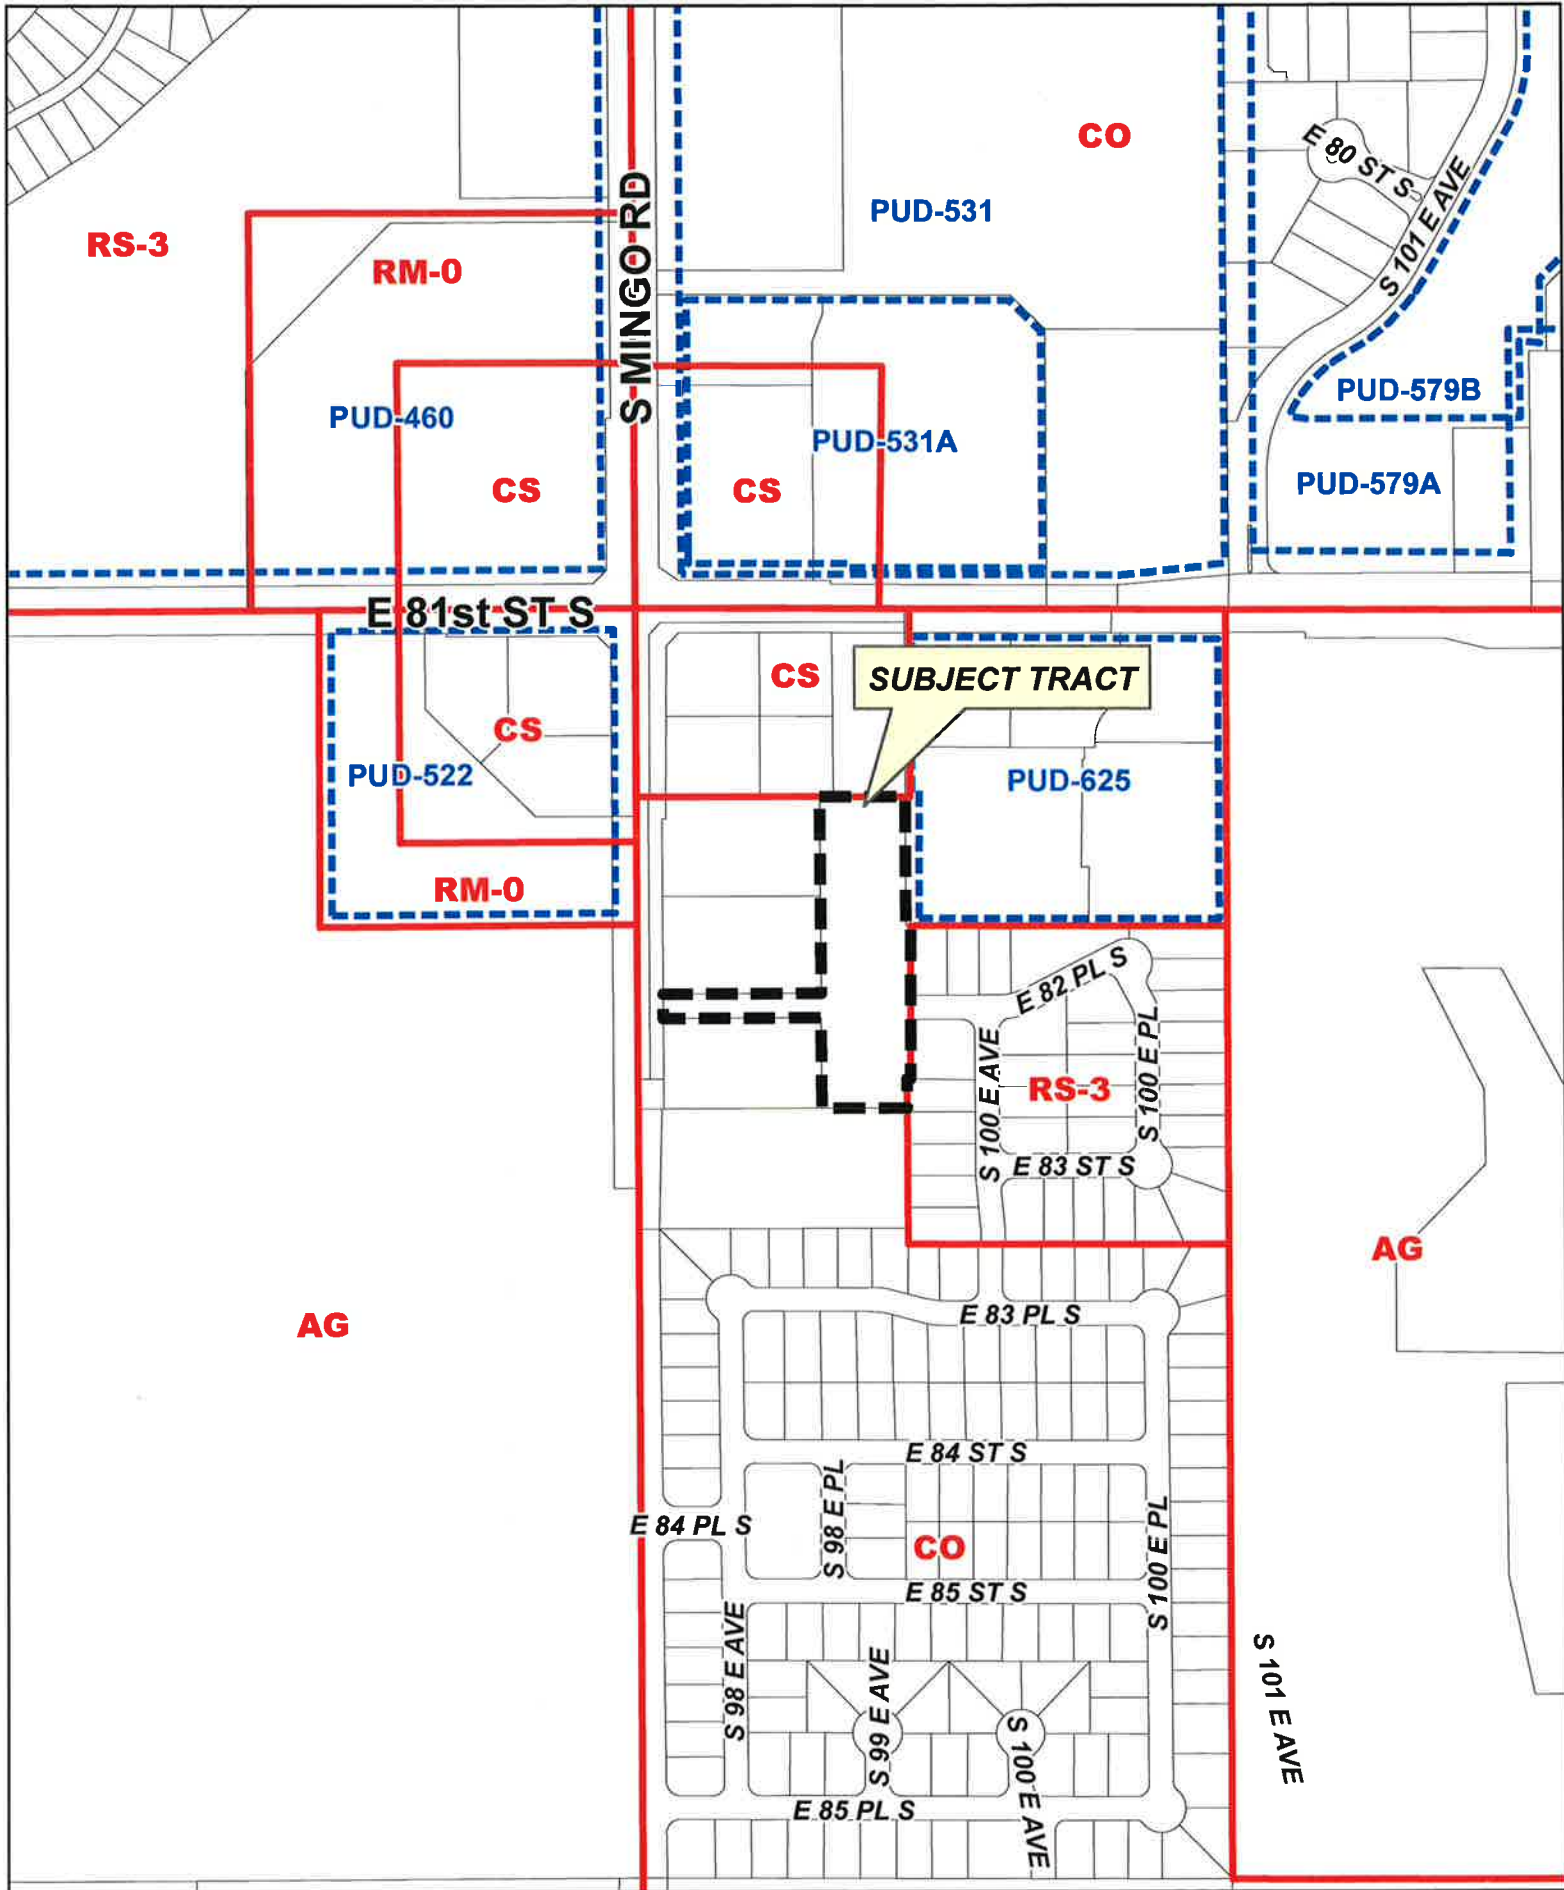 CO
E 80 ST S
PUD-531
S 101 E AVE
RS-3
RM-0
S MINGO RD
PUD-460
PUD-531A
PUD-579B
CS
CS
PUD-579A
E 81st ST S
CS
SUBJECT TRACT
CS
PUD-522
PUD-625
RM-0
E 82 PL S
S 100 E AVE
RS-3
S 100 E PL
E 83 ST S
AG
AG
E 83 PL S
E 84 ST S
S 98 E PL
E 84 PL S
CO
S 100 E PL
E 85 ST S
S 98 E AVE
S 99 E AVE
S 100 E AVE
S 101 E AVE
E 85 PL S